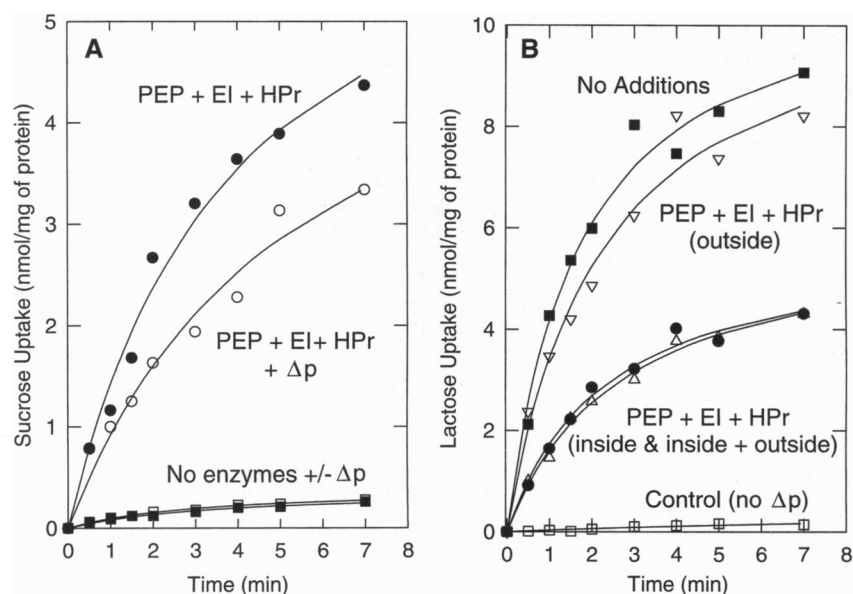 A
PEP + EI + HPr
PEP + EI+ HPr
+ Δp
No enzymes +/- Δp
Sucrose Uptake (nmol/mg of protein)
5
4
3
2
1
0
0 1 2 3 4 5 6 7 8
Time (min)
B
No Additions
PEP + EI + HPr
(outside)
PEP + EI + HPr
(inside & inside + outside)
Control (no Δp)
Lactose Uptake (nmol/mg of protein)
10
8
6
4
2
0
0 1 2 3 4 5 6 7 8
Time (min)